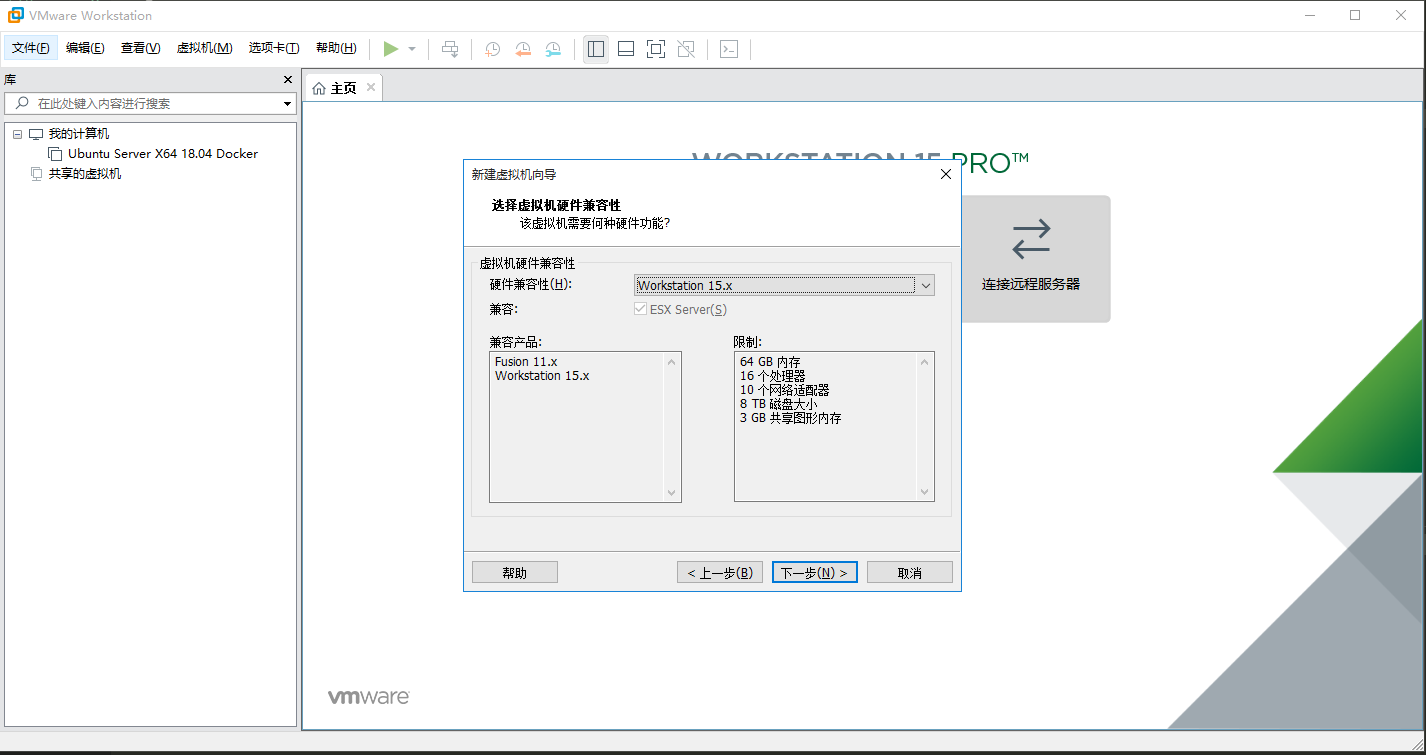 VMware Workstation
文件(F) 编辑(E) 查看(V) 虚拟机(M) 选项卡(T) 帮助(H)
库
在此处键入内容进行搜索
我的计算机
Ubuntu Server X64 18.04 Docker
共享的虚拟机
主页
WORKSTATION 15 PRO™
连接远程服务器
新建虚拟机向导
选择虚拟机硬件兼容性
该虚拟机需要何种硬件功能?
虚拟机硬件兼容性
硬件兼容性(H): Workstation 15.x
兼容: ESX Server(S)
兼容产品:
Fusion 11.x
Workstation 15.x
限制:
64 GB 内存
16 个处理器
10 个网络适配器
8 TB 磁盘大小
3 GB 共享图形内存
帮助 < 上一步(B) 下一步(N) > 取消
vmware